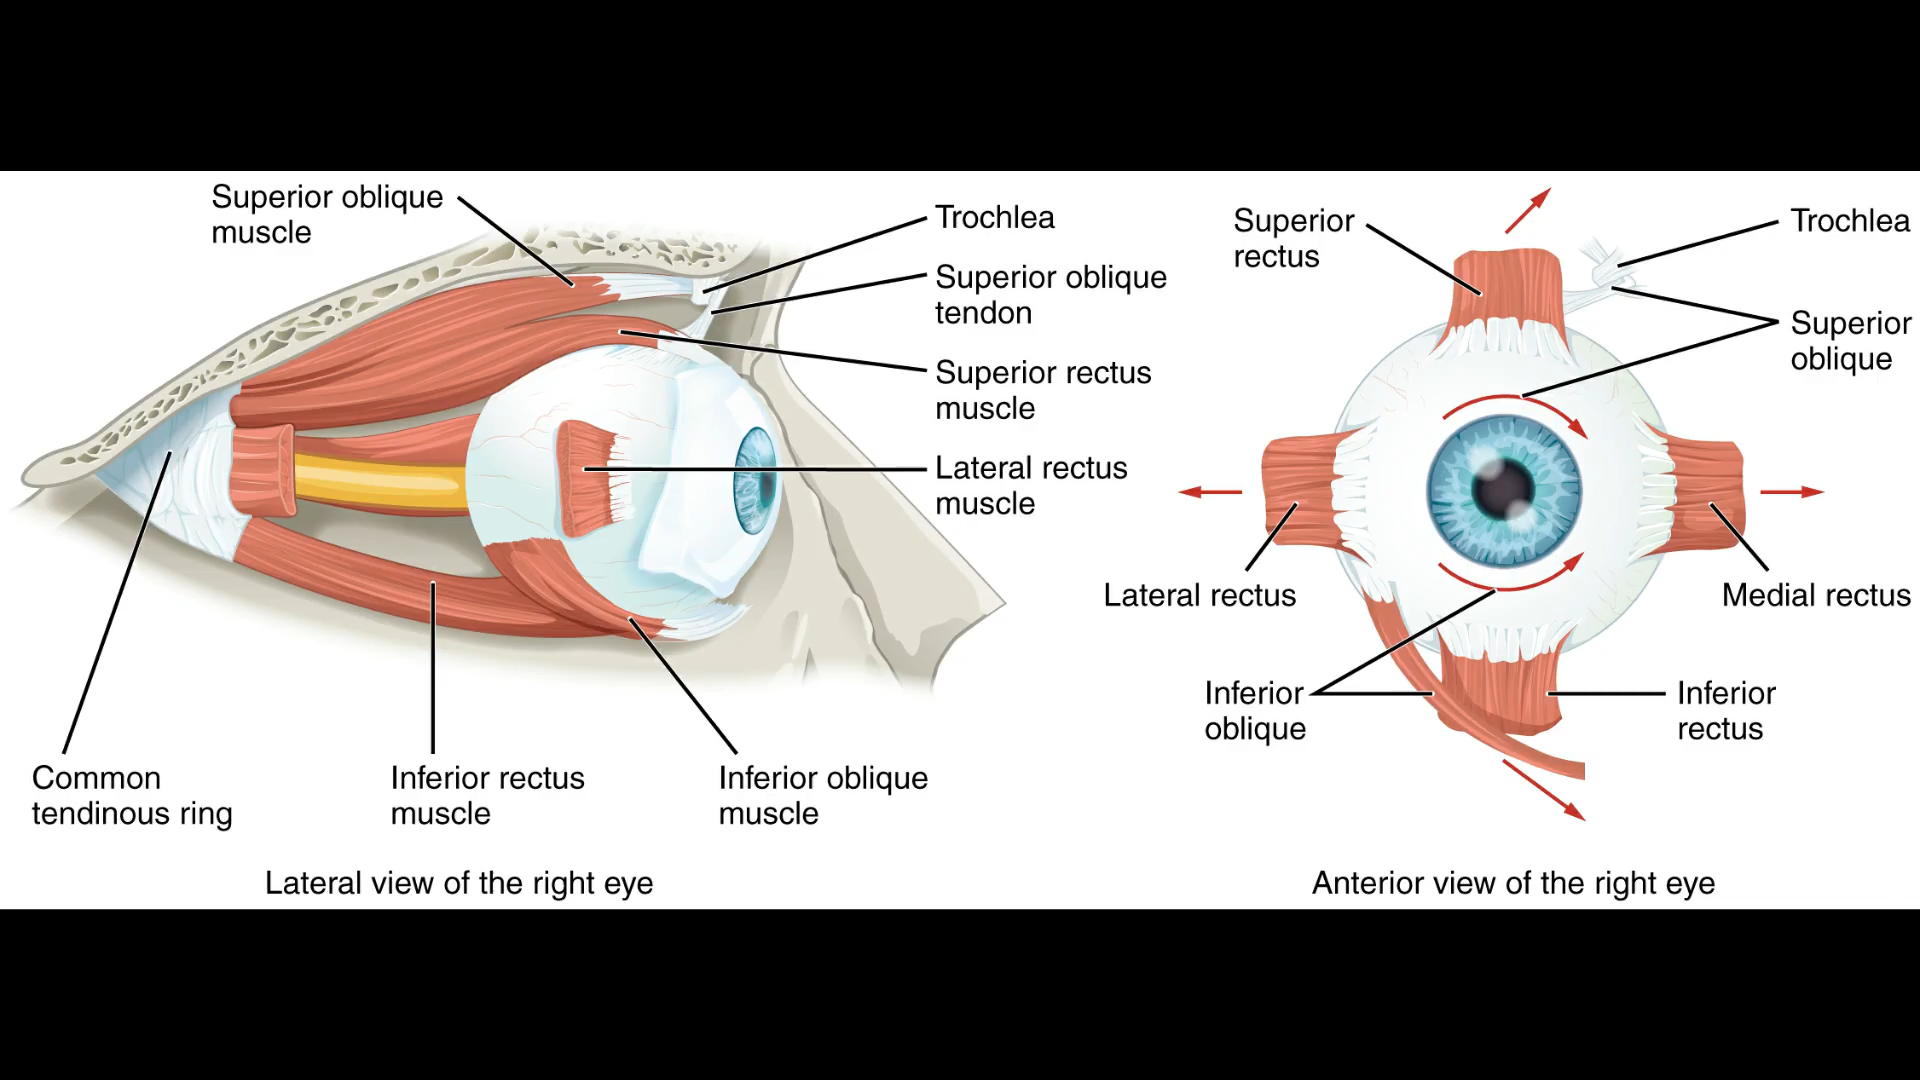 Superior oblique
muscle
Trochlea
Superior oblique
tendon
Superior rectus
muscle
Lateral rectus
muscle
Common
tendinous ring
Inferior rectus
muscle
Inferior oblique
muscle
Lateral view of the right eye
Superior
rectus
Trochlea
Superior
oblique
Lateral rectus
Medial rectus
Inferior
oblique
Inferior
rectus
Anterior view of the right eye